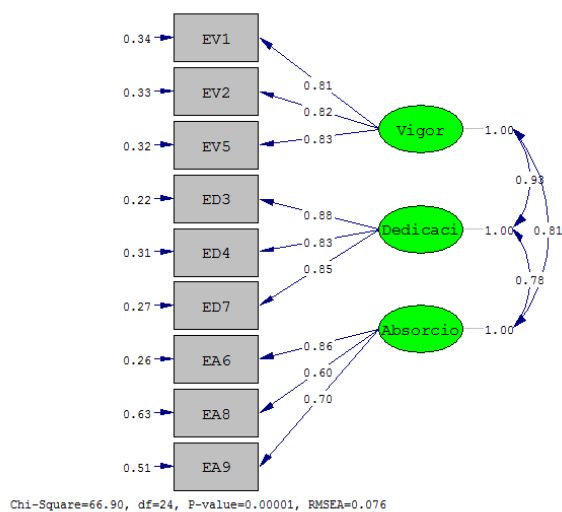 0.34 EV1
0.81
0.33 EV2
0.82
Vigor 1.00
0.32 EV5
0.83
0.93
0.22 ED3
0.88
Dedicaci 1.00 0.81
0.31 ED4
0.83
0.85
0.78
0.27 ED7
Absorcio 1.00
0.86
0.26 EA6
0.60
0.70
0.63 EA8
0.51 EA9
Chi-Square=66.90, df=24, P-value=0.00001, RMSEA=0.076